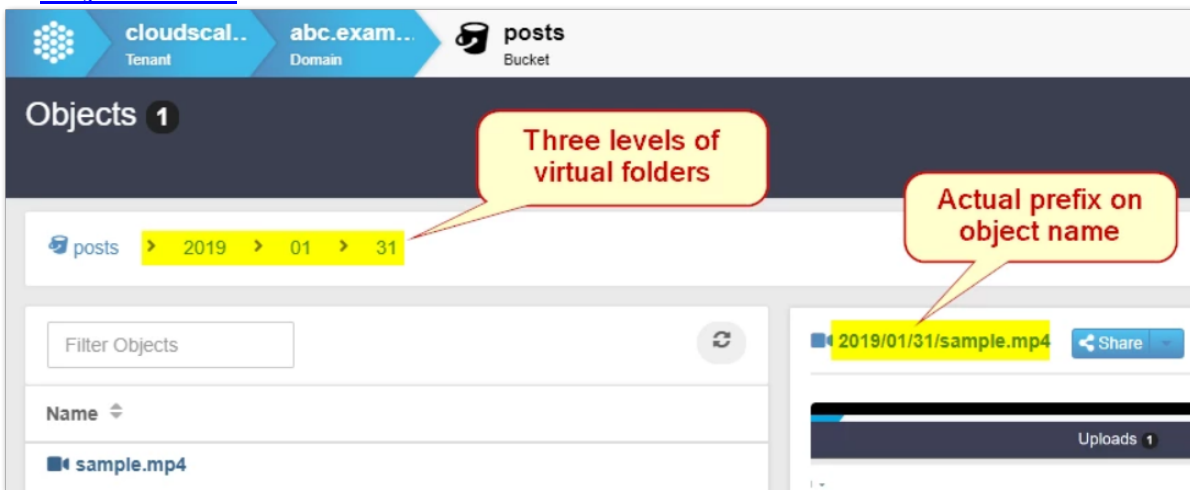 cloudscal.. abc.exam... posts
Tenant Domain Bucket
Objects 1
Three levels of
virtual folders
Actual prefix on
object name
posts > 2019 > 01 > 31
Filter Objects
2019/01/31/sample.mp4 Share
Name
Uploads 1
sample.mp4